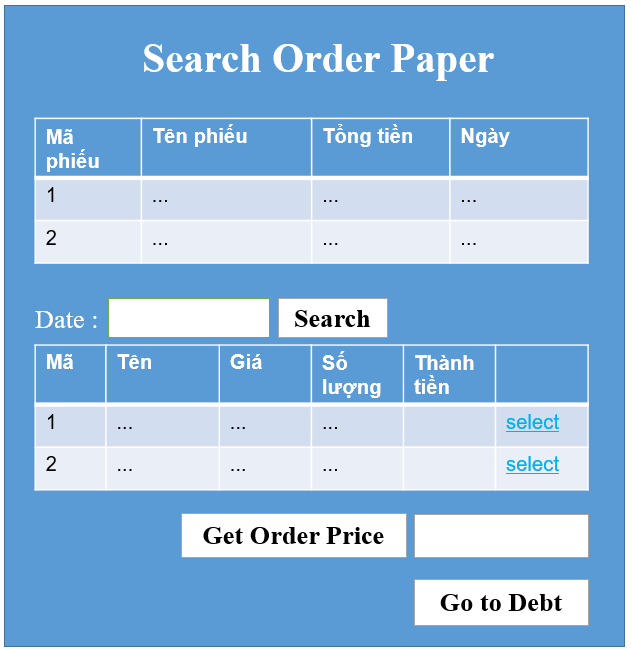 Search Order Paper
Mã phiếu Tên phiếu Tổng tiền Ngày
1 ... ... ...
2 ... ... ...
Date : Search
Mã Tên Giá Số lượng Thành tiền
1 ... ... ... select
2 ... ... ... select
Get Order Price
Go to Debt